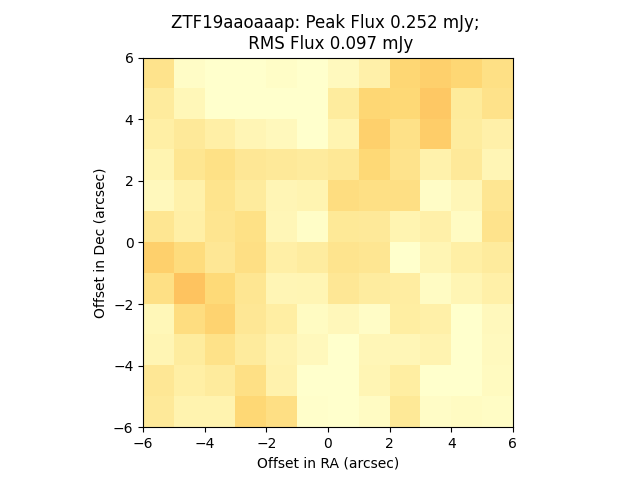 ZTF19aaoaaap: Peak Flux 0.252 mJy;
RMS Flux 0.097 mJy
6
4
2
0
−2
−4
−6
Offset in Dec (arcsec)
−6 −4 −2 0 2 4 6
Offset in RA (arcsec)